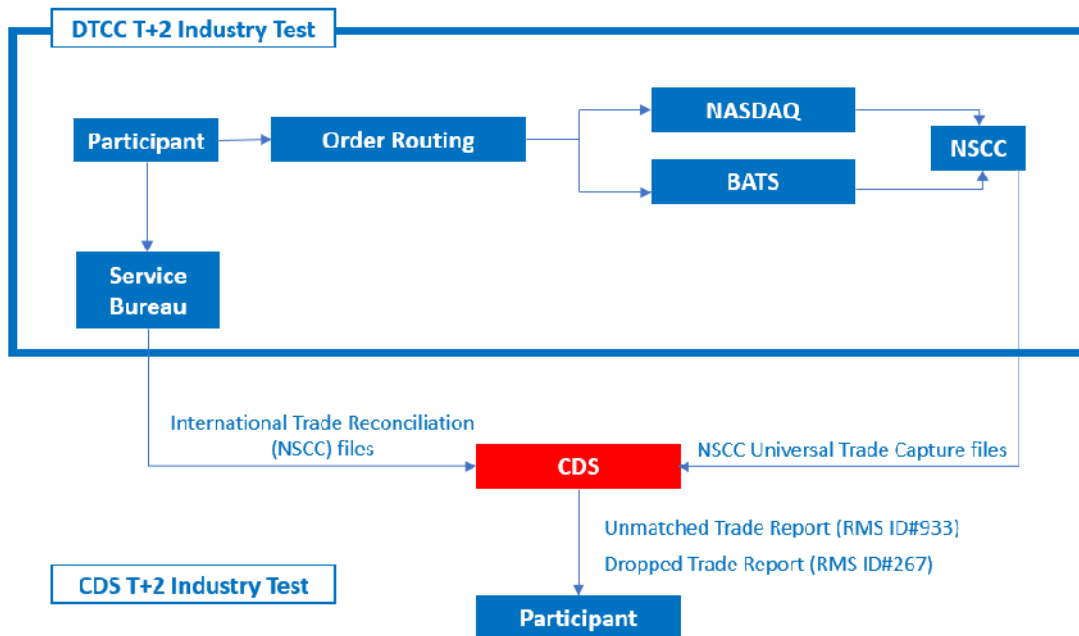 DTCC T+2 Industry Test
NASDAQ
Participant
Order Routing
NSCC
BATS
Service
Bureau
International Trade Reconciliation
(NSCC) files
NSCC Universal Trade Capture files
CDS
Unmatched Trade Report (RMS ID#933)
Dropped Trade Report (RMS ID#267)
CDS T+2 Industry Test
Participant